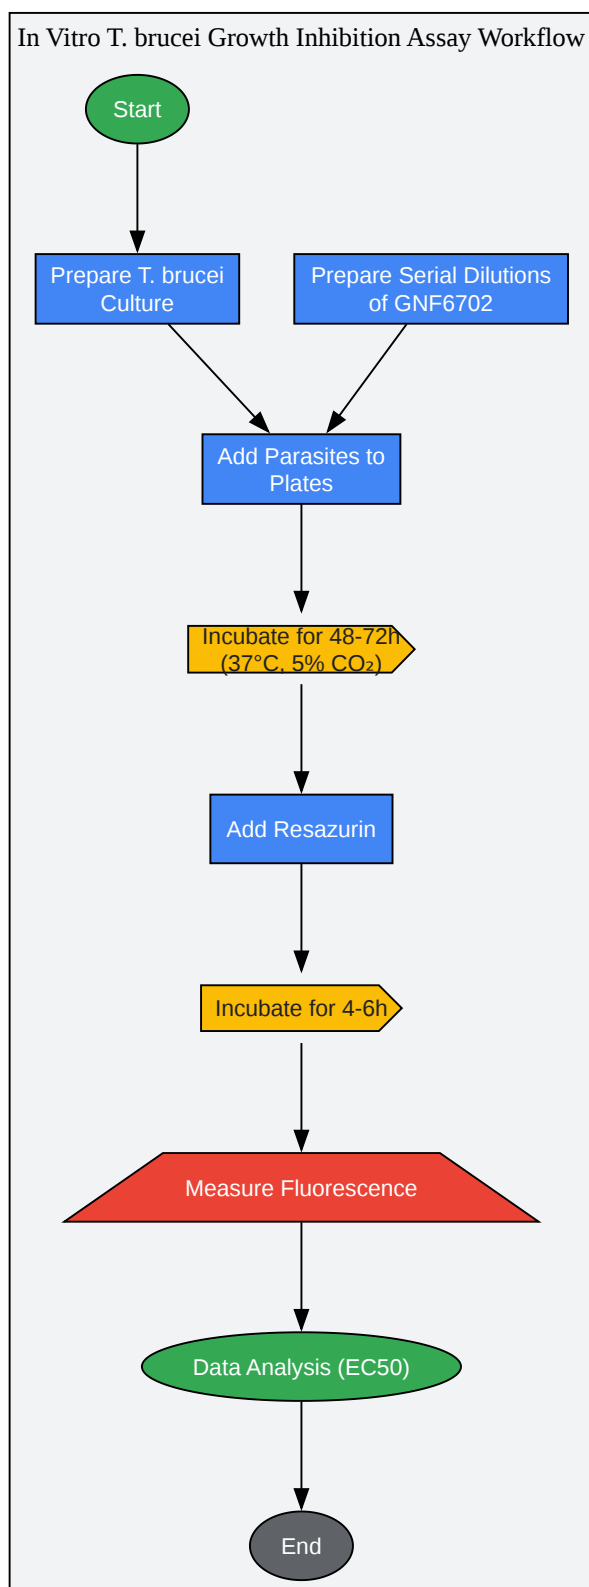 In Vitro T. brucei Growth Inhibition Assay Workflow
Start
Prepare T. brucei
Culture
Prepare Serial Dilutions
of GNF6702
Add Parasites to
Plates
Incubate for 48-72h
(37°C, 5% CO₂)
Add Resazurin
Incubate for 4-6h
Measure Fluorescence
Data Analysis (EC50)
End